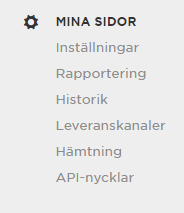 MINA SIDOR
Inställningar
Rapportering
Historik
Leveranskanaler
Hämtning
API-nycklar